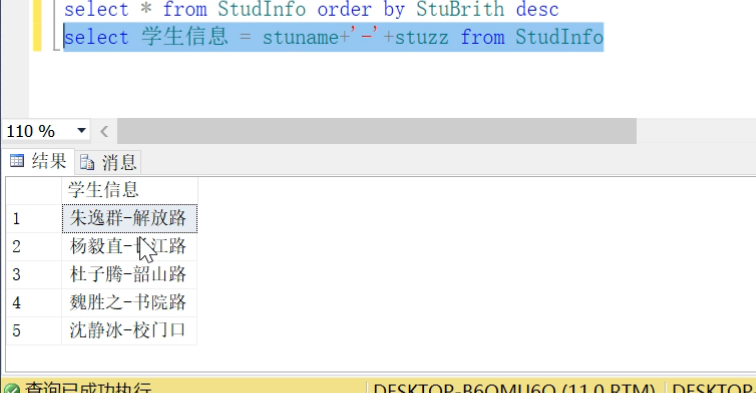 select * from StudInfo order by StuBrith desc
select 学生信息 = stuname+'-'+stuzz from StudInfo
110 %
结果 消息
学生信息
1 朱逸群-解放路
2 杨毅直- 江路
3 杜子腾-韶山路
4 魏胜之-书院路
5 沈静冰-校门口
查询已成功执行 DESKTOP-B6QMU6Q (11.0 RTM) DESKTOP-